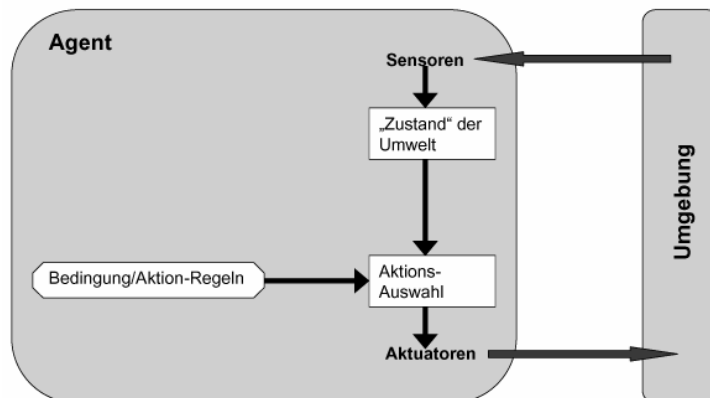 Agent
Sensoren
„Zustand“ der
Umwelt
Umgebung
Bedingung/Aktion-Regeln
Aktions-
Auswahl
Aktuatoren